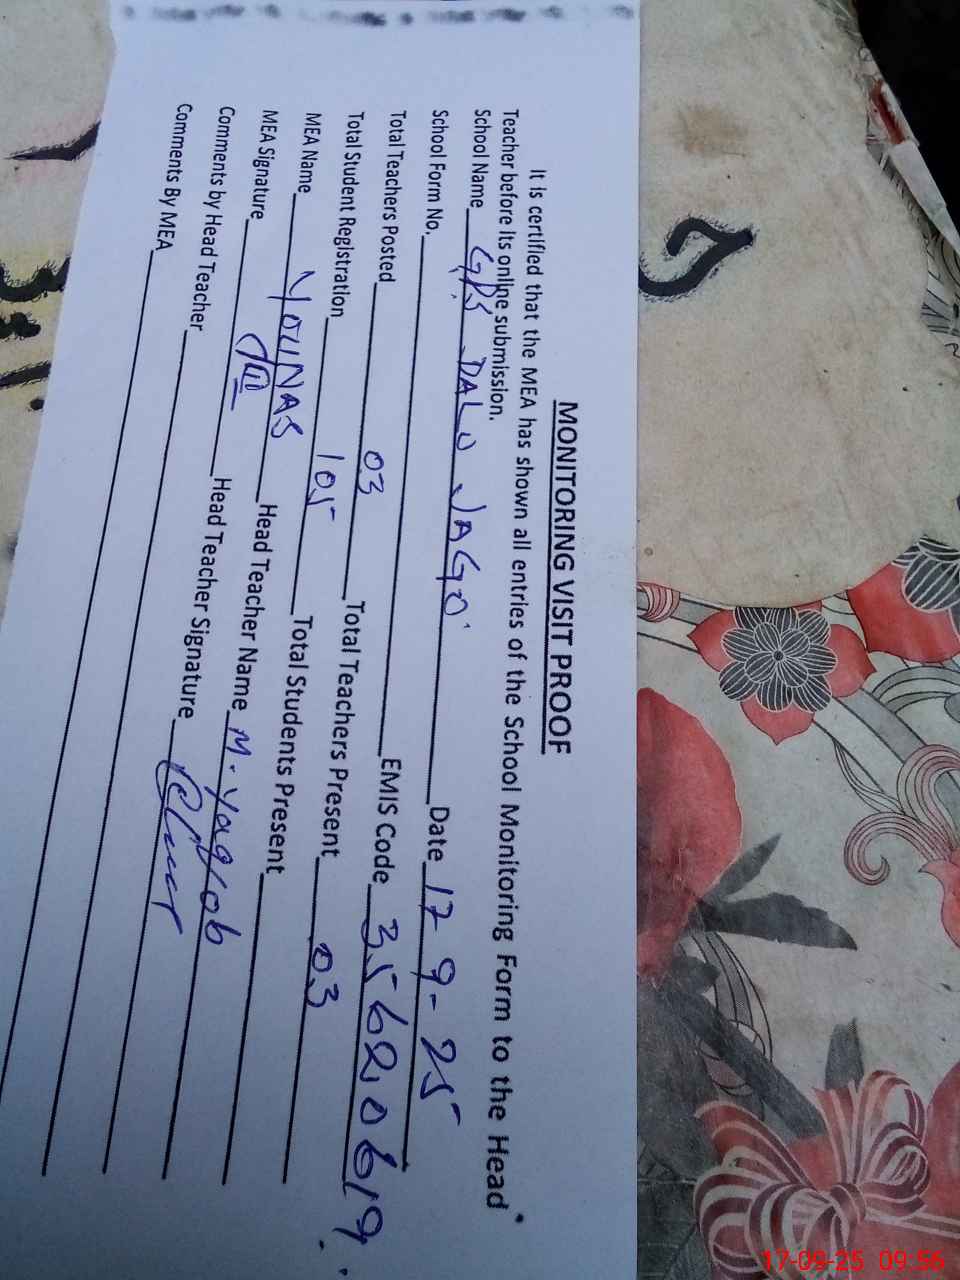 MONITORING VISIT PROOF
It is certified that the MEA has shown all entries of the School Monitoring Form to the Head
Teacher before its online submission.
School Name GPS DALO JAGO Date 17 9-25
School Form No. EMIS Code 35620619
Total Teachers Posted 03 Total Teachers Present 03
Total Student Registration 105 Total Students Present
MEA Name YOUNAS Head Teacher Name M. Yaqoob
MEA Signature Head Teacher Signature
Comments by Head Teacher
Comments By MEA
17-09-25 09:56